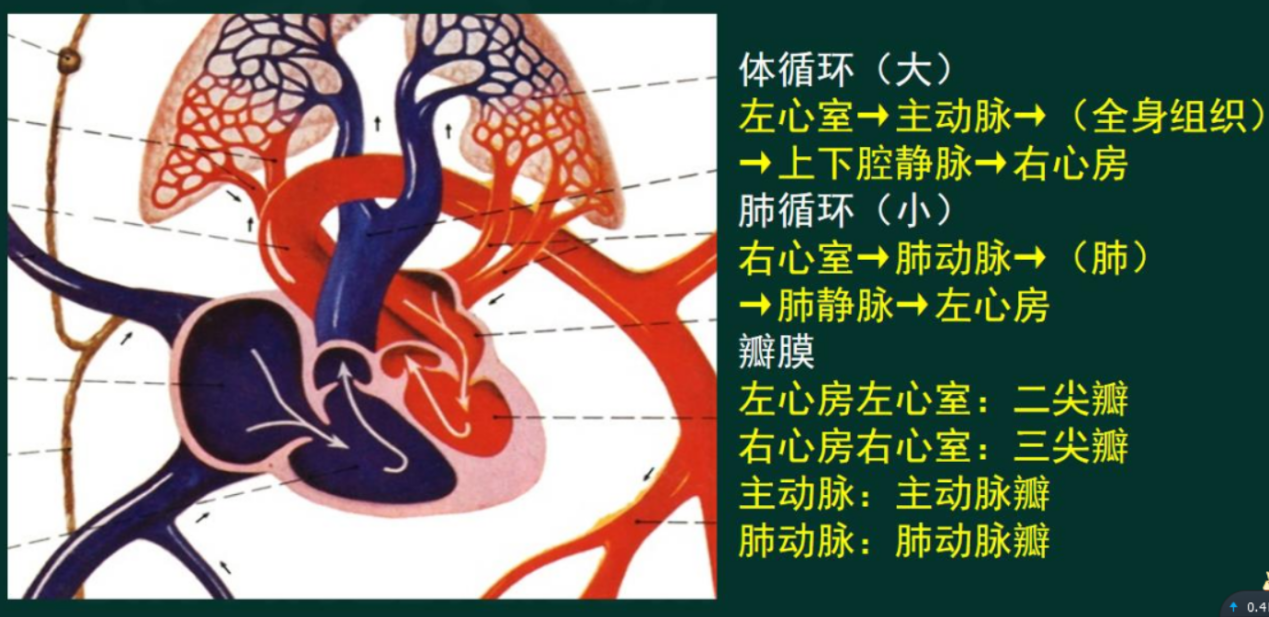 体循环（大）
左心室→主动脉→（全身组织）
→上下腔静脉→右心房
肺循环（小）
右心室→肺动脉→（肺）
→肺静脉→左心房
瓣膜
左心房左心室：二尖瓣
右心房右心室：三尖瓣
主动脉：主动脉瓣
肺动脉：肺动脉瓣